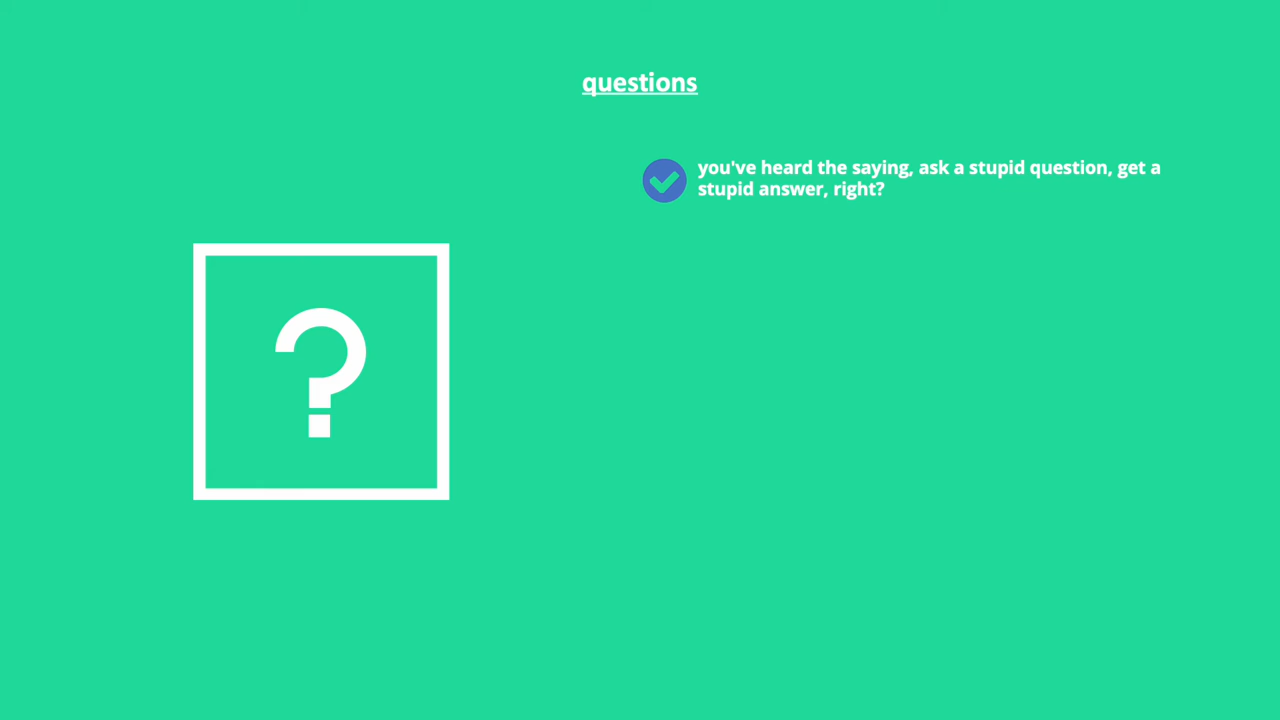 questions
you've heard the saying, ask a stupid question, get a
stupid answer, right?
?